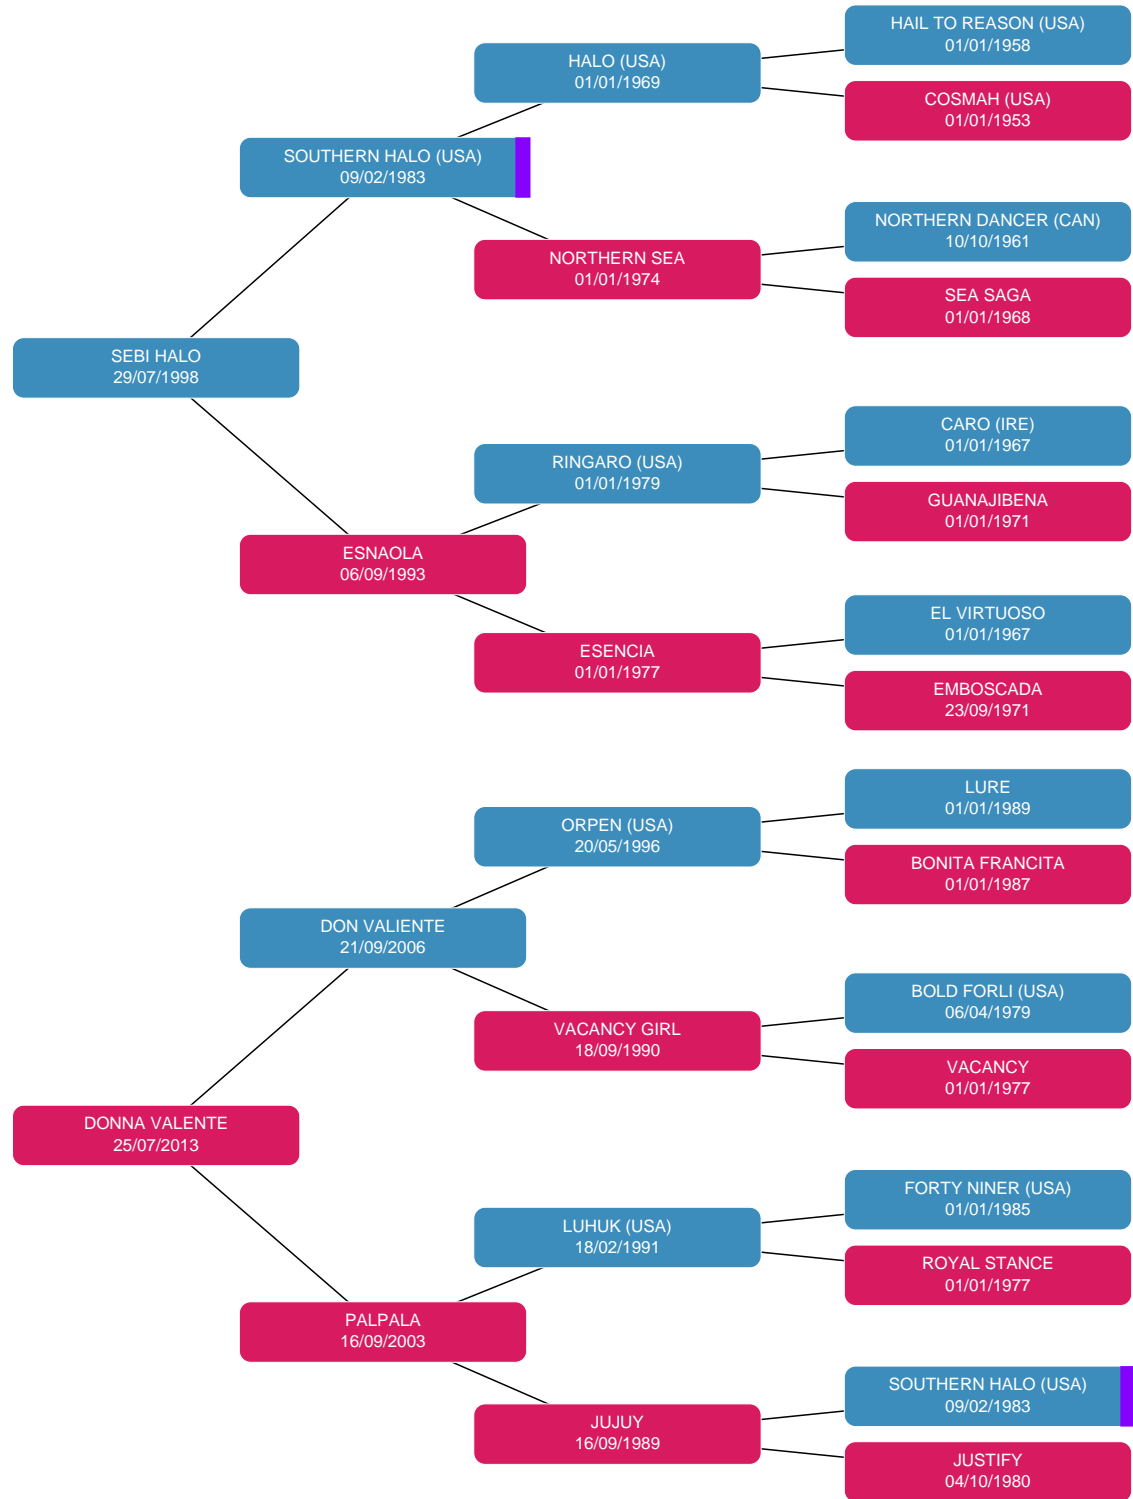 HAIL TO REASON (USA)
01/01/1958
HALO (USA)
01/01/1969
COSMAH (USA)
01/01/1953
SOUTHERN HALO (USA)
09/02/1983
NORTHERN DANCER (CAN)
10/10/1961
NORTHERN SEA
01/01/1974
SEA SAGA
01/01/1968
SEBI HALO
29/07/1998
CARO (IRE)
01/01/1967
RINGARO (USA)
01/01/1979
GUANAJIBENA
01/01/1971
ESNAOLA
06/09/1993
EL VIRTUOSO
01/01/1967
ESENCIA
01/01/1977
EMBOSCADA
23/09/1971
LURE
01/01/1989
ORPEN (USA)
20/05/1996
BONITA FRANCITA
01/01/1987
DON VALIENTE
21/09/2006
BOLD FORLI (USA)
06/04/1979
VACANCY GIRL
18/09/1990
VACANCY
01/01/1977
DONNA VALENTE
25/07/2013
FORTY NINER (USA)
01/01/1985
LUHUK (USA)
18/02/1991
ROYAL STANCE
01/01/1977
PALPALA
16/09/2003
SOUTHERN HALO (USA)
09/02/1983
JUJUY
16/09/1989
JUSTIFY
04/10/1980